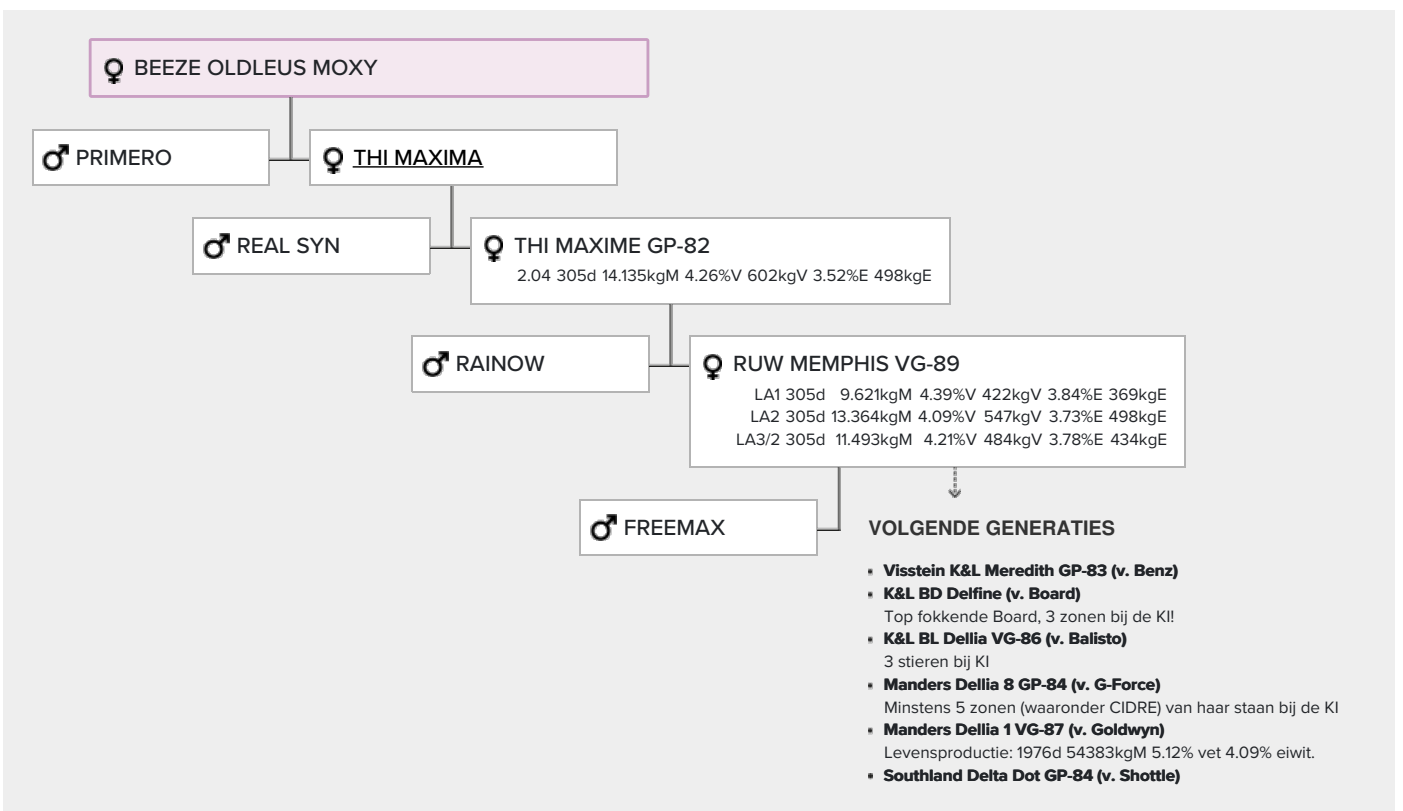 BEEZE OLDLEUS MOXY
PRIMERO
THI MAXIMA
REAL SYN
THI MAXIME GP-82
2.04 305d 14.135kgM 4.26%V 602kgV 3.52%E 498kgE
RAINOW
RUW MEMPHIS VG-89
LA1 305d 9.621kgM 4.39%V 422kgV 3.84%E 369kgE
LA2 305d 13.364kgM 4.09%V 547kgV 3.73%E 498kgE
LA3/2 305d 11.493kgM 4.21%V 484kgV 3.78%E 434kgE
FREEMAX
VOLGENDE GENERATIES
Visstein K&L Meredith GP-83 (v. Benz)
K&L BD Delfine (v. Board)
Top fokkende Board, 3 zonen bij de KI!
K&L BL Dellia VG-86 (v. Balisto)
3 stieren bij KI
Manders Dellia 8 GP-84 (v. G-Force)
Minstens 5 zonen (waaronder CIDRE) van haar staan bij de KI
Manders Dellia 1 VG-87 (v. Goldwyn)
Levensproductie: 1976d 54383kgM 5.12% vet 4.09% eiwit.
Southland Delta Dot GP-84 (v. Shottle)